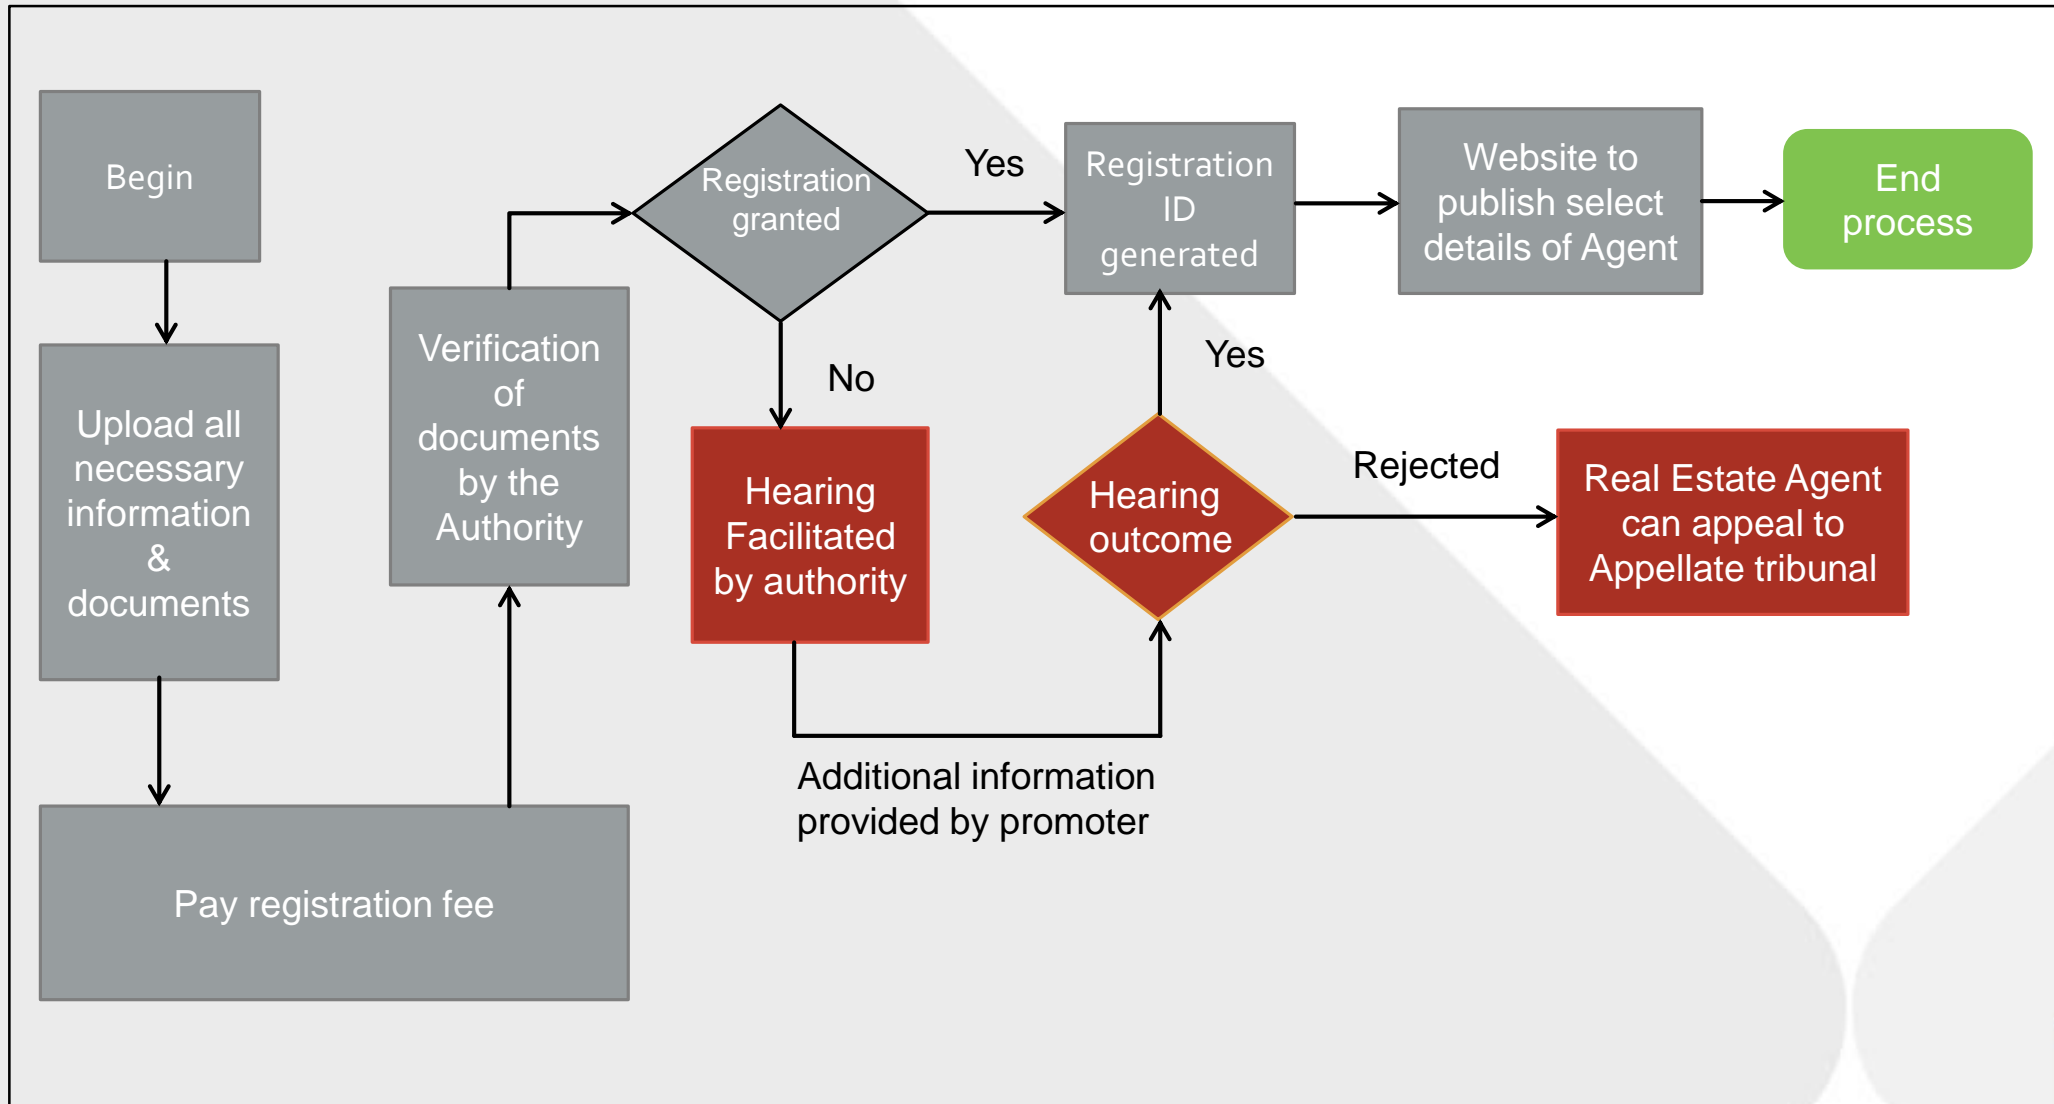 Begin
Upload all
necessary
information
&
documents
Pay registration fee
Verification
of
documents
by the
Authority
Registration
granted
Yes
No
Registration
ID
generated
Website to
publish select
details of Agent
End
process
Hearing
Facilitated
by authority
Additional information
provided by promoter
Hearing
outcome
Yes
Rejected
Real Estate Agent
can appeal to
Appellate tribunal